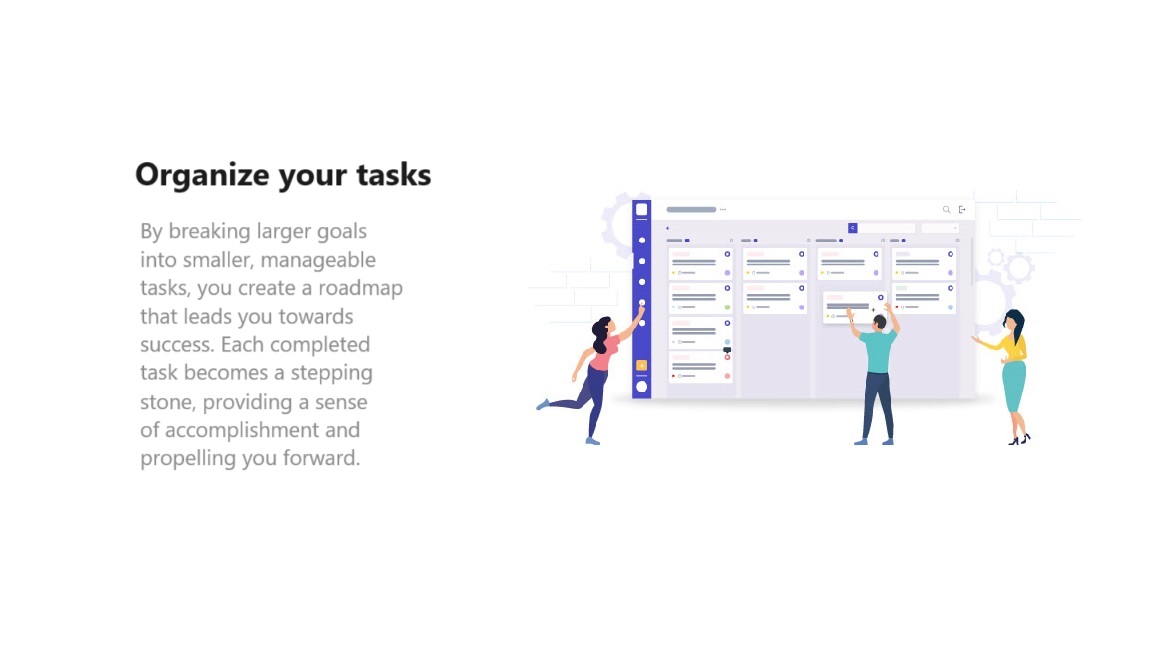 Organize your tasks
By breaking larger goals
into smaller, manageable
tasks, you create a roadmap
that leads you towards
success. Each completed
task becomes a stepping
stone, providing a sense
of accomplishment and
propelling you forward.